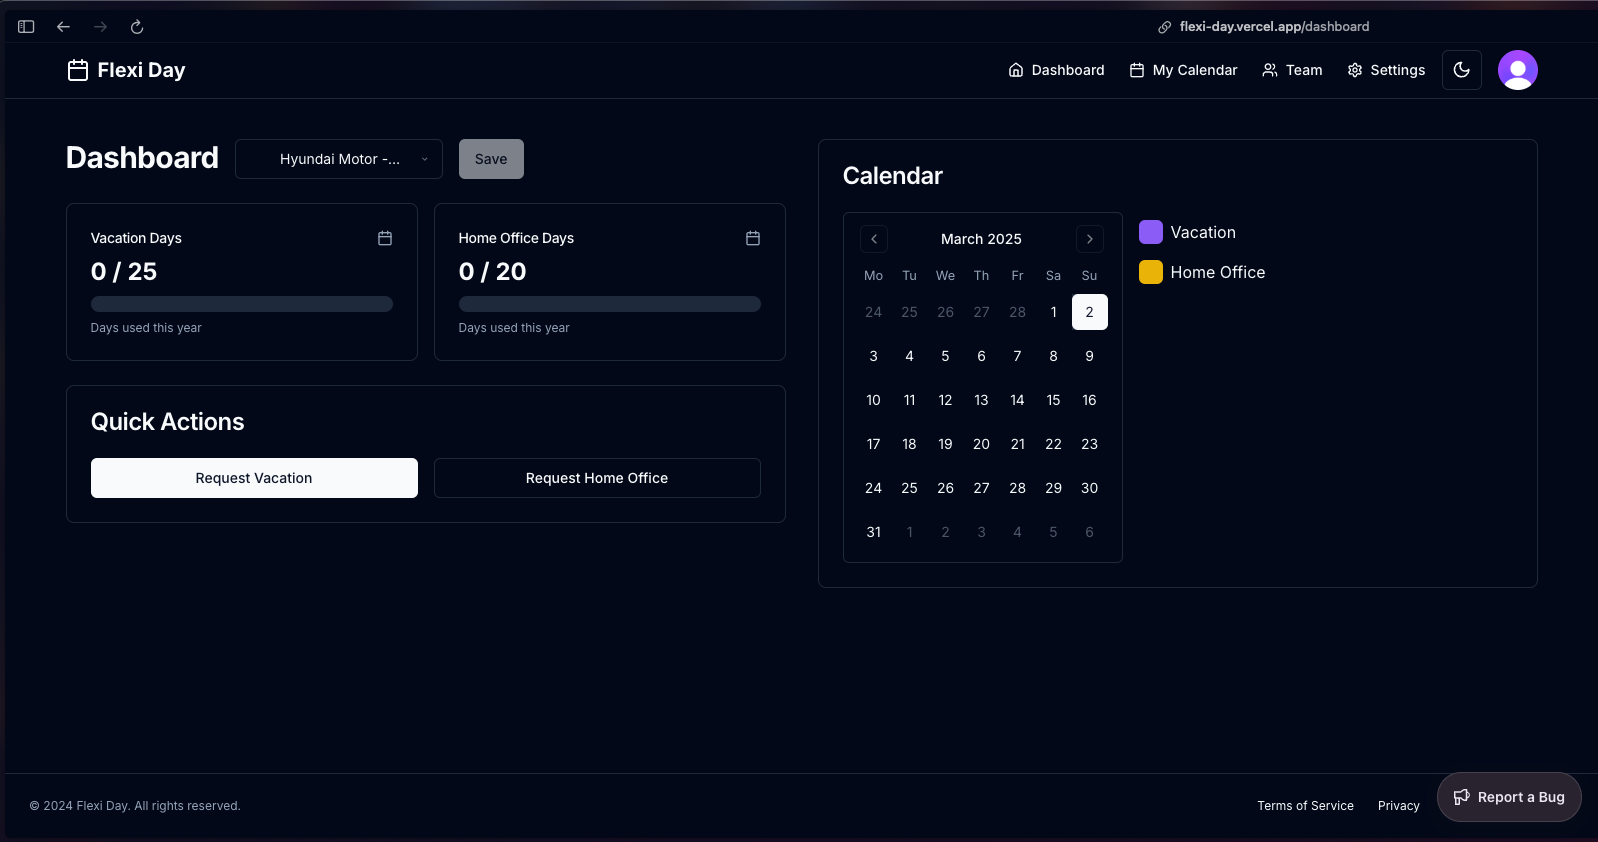 flexi-day.vercel.app/dashboard
Flexi Day
Dashboard
My Calendar
Team
Settings
Dashboard
Hyundai Motor -...
Save
Vacation Days
0 / 25
Days used this year
Home Office Days
0 / 20
Days used this year
Quick Actions
Request Vacation
Request Home Office
Calendar
March 2025
Mo Tu We Th Fr Sa Su
24 25 26 27 28 1 2
3 4 5 6 7 8 9
10 11 12 13 14 15 16
17 18 19 20 21 22 23
24 25 26 27 28 29 30
31 1 2 3 4 5 6
Vacation
Home Office
© 2024 Flexi Day. All rights reserved.
Terms of Service
Privacy
Report a Bug